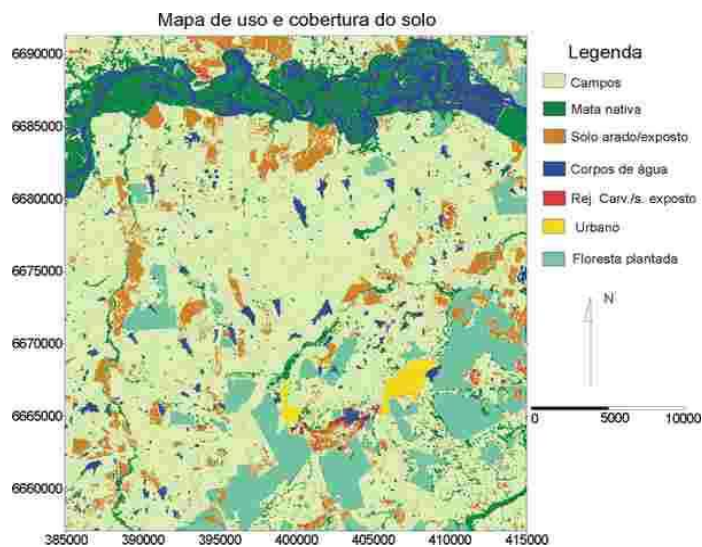 Mapa de uso e cobertura do solo
6690000
6685000
6680000
6675000
6670000
6665000
6660000
385000 390000 395000 400000 405000 410000 415000
Legenda
Campos
Mata nativa
Solo arado/exposto
Corpos de água
Rej. Carv./s. exposto
Urbano
Floresta plantada
N
0 5000 10000